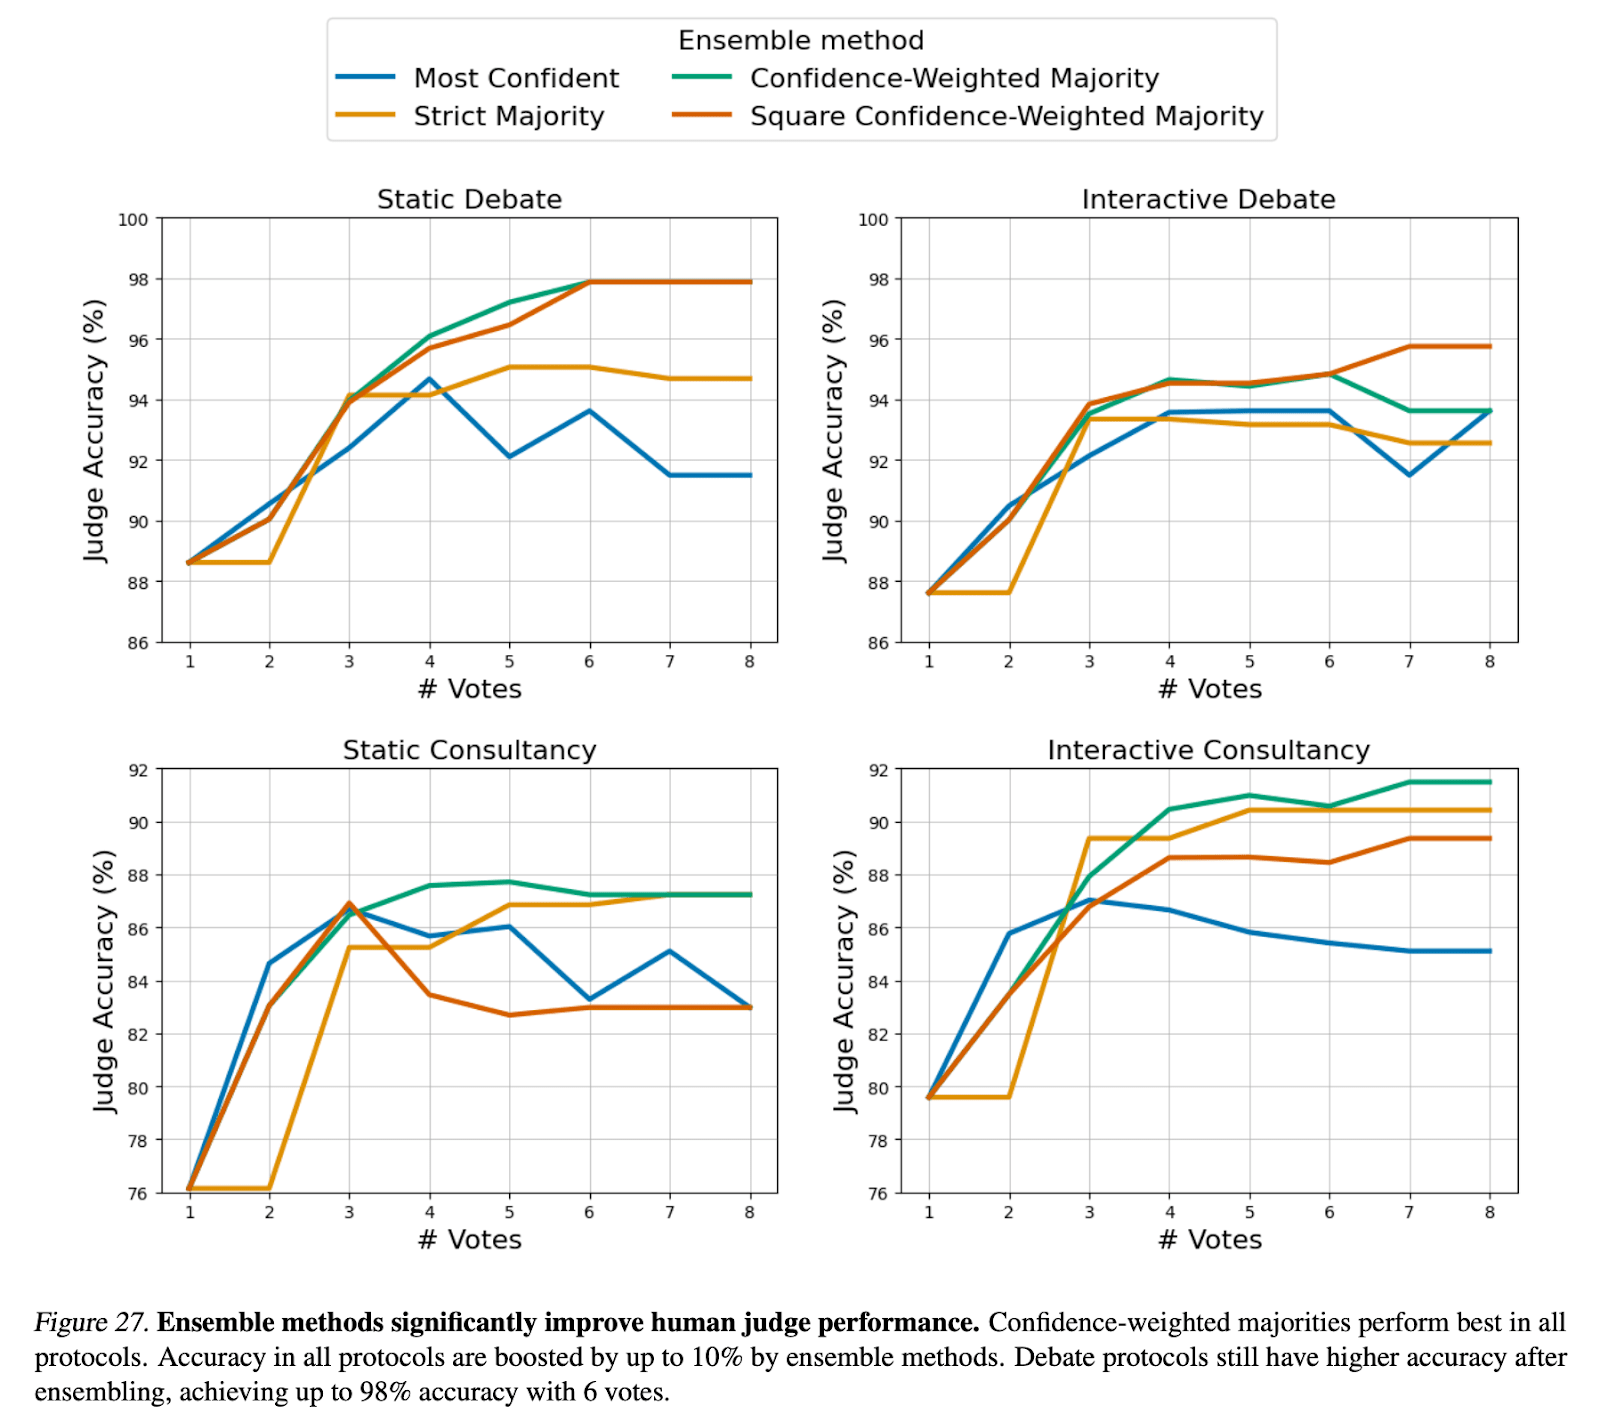 Ensemble method
Most Confident
Confidence-Weighted Majority
Strict Majority
Square Confidence-Weighted Majority
Static Debate
Judge Accuracy (%)
100
98
96
94
92
90
88
86
1 2 3 4 5 6 7 8
# Votes
Interactive Debate
Judge Accuracy (%)
100
98
96
94
92
90
88
86
1 2 3 4 5 6 7 8
# Votes
Static Consultancy
Judge Accuracy (%)
92
90
88
86
84
82
80
78
76
1 2 3 4 5 6 7 8
# Votes
Interactive Consultancy
Judge Accuracy (%)
92
90
88
86
84
82
80
78
76
1 2 3 4 5 6 7 8
# Votes
Figure 27. Ensemble methods significantly improve human judge performance. Confidence-weighted majorities perform best in all
protocols. Accuracy in all protocols are boosted by up to 10% by ensemble methods. Debate protocols still have higher accuracy after
ensembling, achieving up to 98% accuracy with 6 votes.